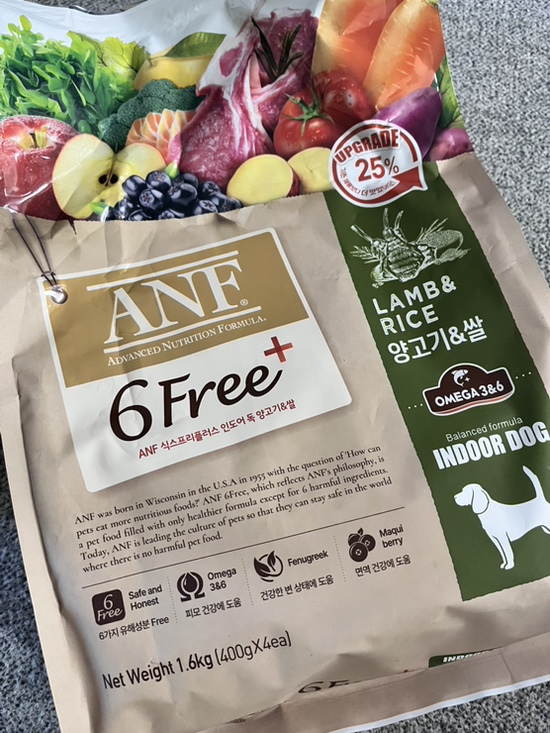 UPGRADE
25%
ANF®
ADVANCED NUTRITION FORMULA.
6Free+
ANF 식스프리플러스 인도어 독 양고기&쌀
LAMB&
RICE
양고기&쌀
OMEGA 3&6
Balanced formula
INDOOR DOG
ANF was born in Wisconsin in the U.S.A in 1955 with the question of 'How can
pets eat more nutritious foods?' ANF 6Free, which reflects ANF's philosophy, is
a pet food filled with only healthier formula except for 6 harmful ingredients.
Today, ANF is leading the culture of pets so that they can stay safe in the world
where there is no harmful pet food.
6
Free
Safe and
Honest
6가지 유해성분 Free
Omega
3&6
피모 건강에 도움
Fenugreek
건강한 변 상태에 도움
Maqui
berry
면역 건강에 도움
Net Weight 1.6kg (400gX4ea)
6Free
INDOOR